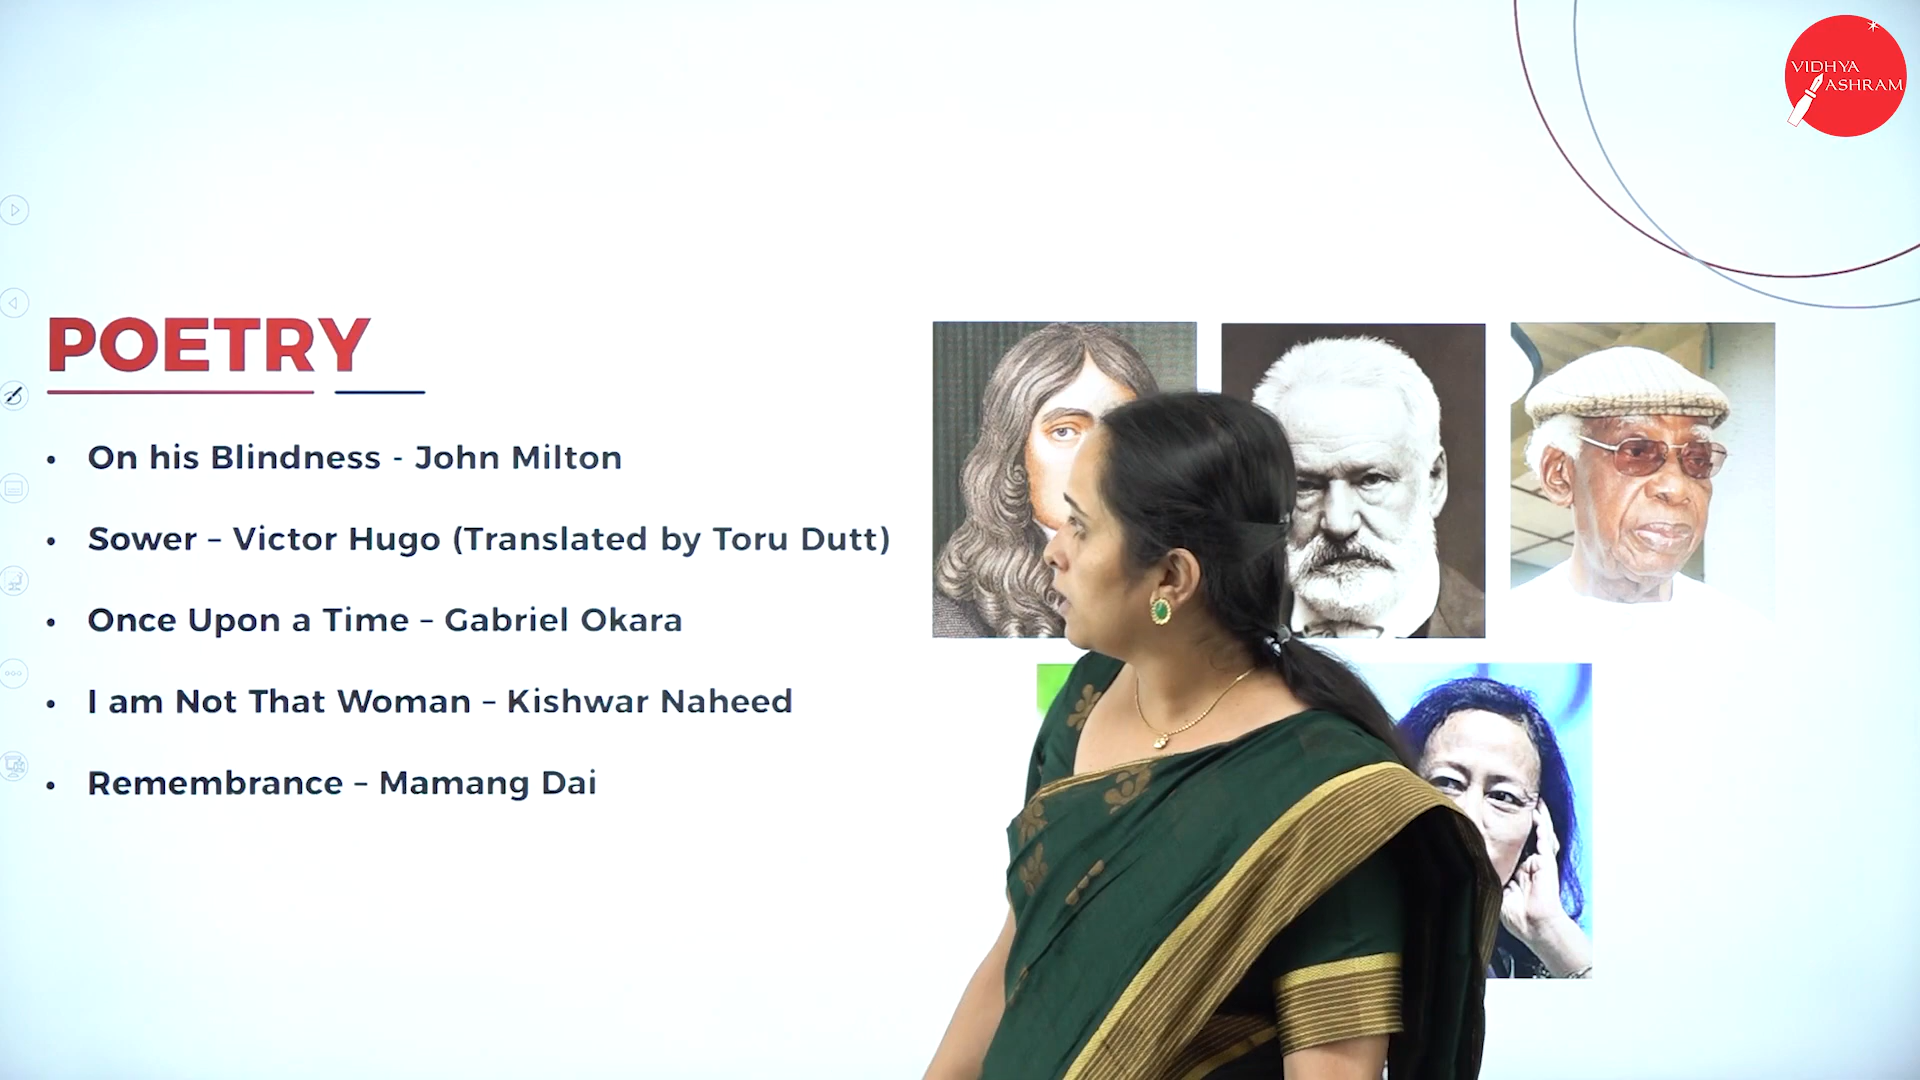 VIDHYA
ASHRAM
POETRY
• On his Blindness - John Milton
• Sower – Victor Hugo (Translated by Toru Dutt)
• Once Upon a Time – Gabriel Okara
• I am Not That Woman – Kishwar Naheed
• Remembrance – Mamang Dai